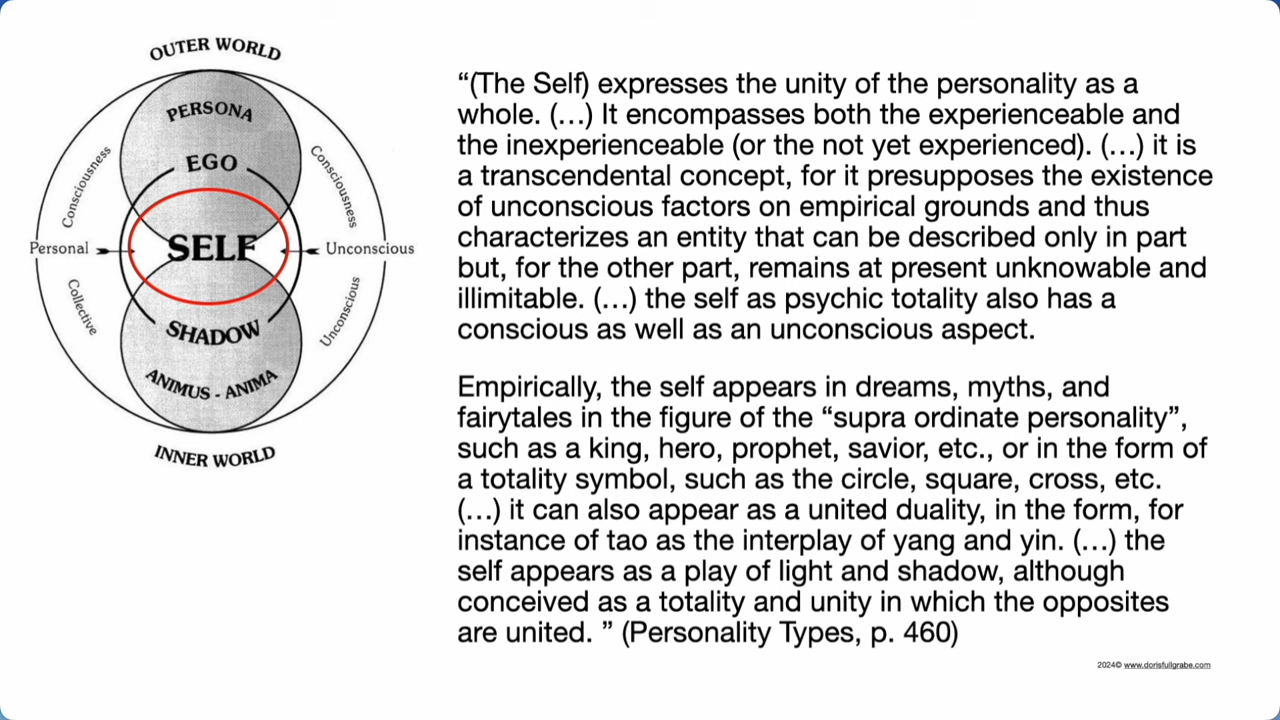 OUTER WORLD
PERSONA
EGO
Consciousness
Consciousness
Personal
SELF
Unconscious
Collective
Unconscious
SHADOW
ANIMUS - ANIMA
INNER WORLD
“(The Self) expresses the unity of the personality as a
whole. (…) It encompasses both the experienceable and
the inexperienceable (or the not yet experienced). (…) it is
a transcendental concept, for it presupposes the existence
of unconscious factors on empirical grounds and thus
characterizes an entity that can be described only in part
but, for the other part, remains at present unknowable and
illimitable. (…) the self as psychic totality also has a
conscious as well as an unconscious aspect.
Empirically, the self appears in dreams, myths, and
fairytales in the figure of the “supra ordinate personality”,
such as a king, hero, prophet, savior, etc., or in the form of
a totality symbol, such as the circle, square, cross, etc.
(…) it can also appear as a united duality, in the form, for
instance of tao as the interplay of yang and yin. (…) the
self appears as a play of light and shadow, although
conceived as a totality and unity in which the opposites
are united. ” (Personality Types, p. 460)
2024© www.dorisfullgrabe.com